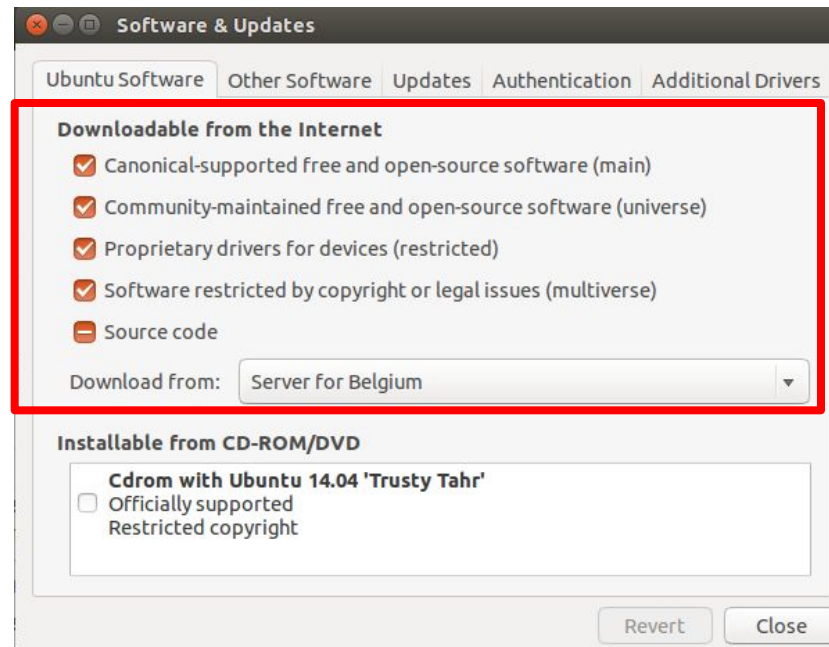 Software & Updates
Ubuntu Software Other Software Updates Authentication Additional Drivers
Downloadable from the Internet
Canonical-supported free and open-source software (main)
Community-maintained free and open-source software (universe)
Proprietary drivers for devices (restricted)
Software restricted by copyright or legal issues (multiverse)
Source code
Download from: Server for Belgium
Installable from CD-ROM/DVD
Cdrom with Ubuntu 14.04 'Trusty Tahr'
Officially supported
Restricted copyright
Revert Close